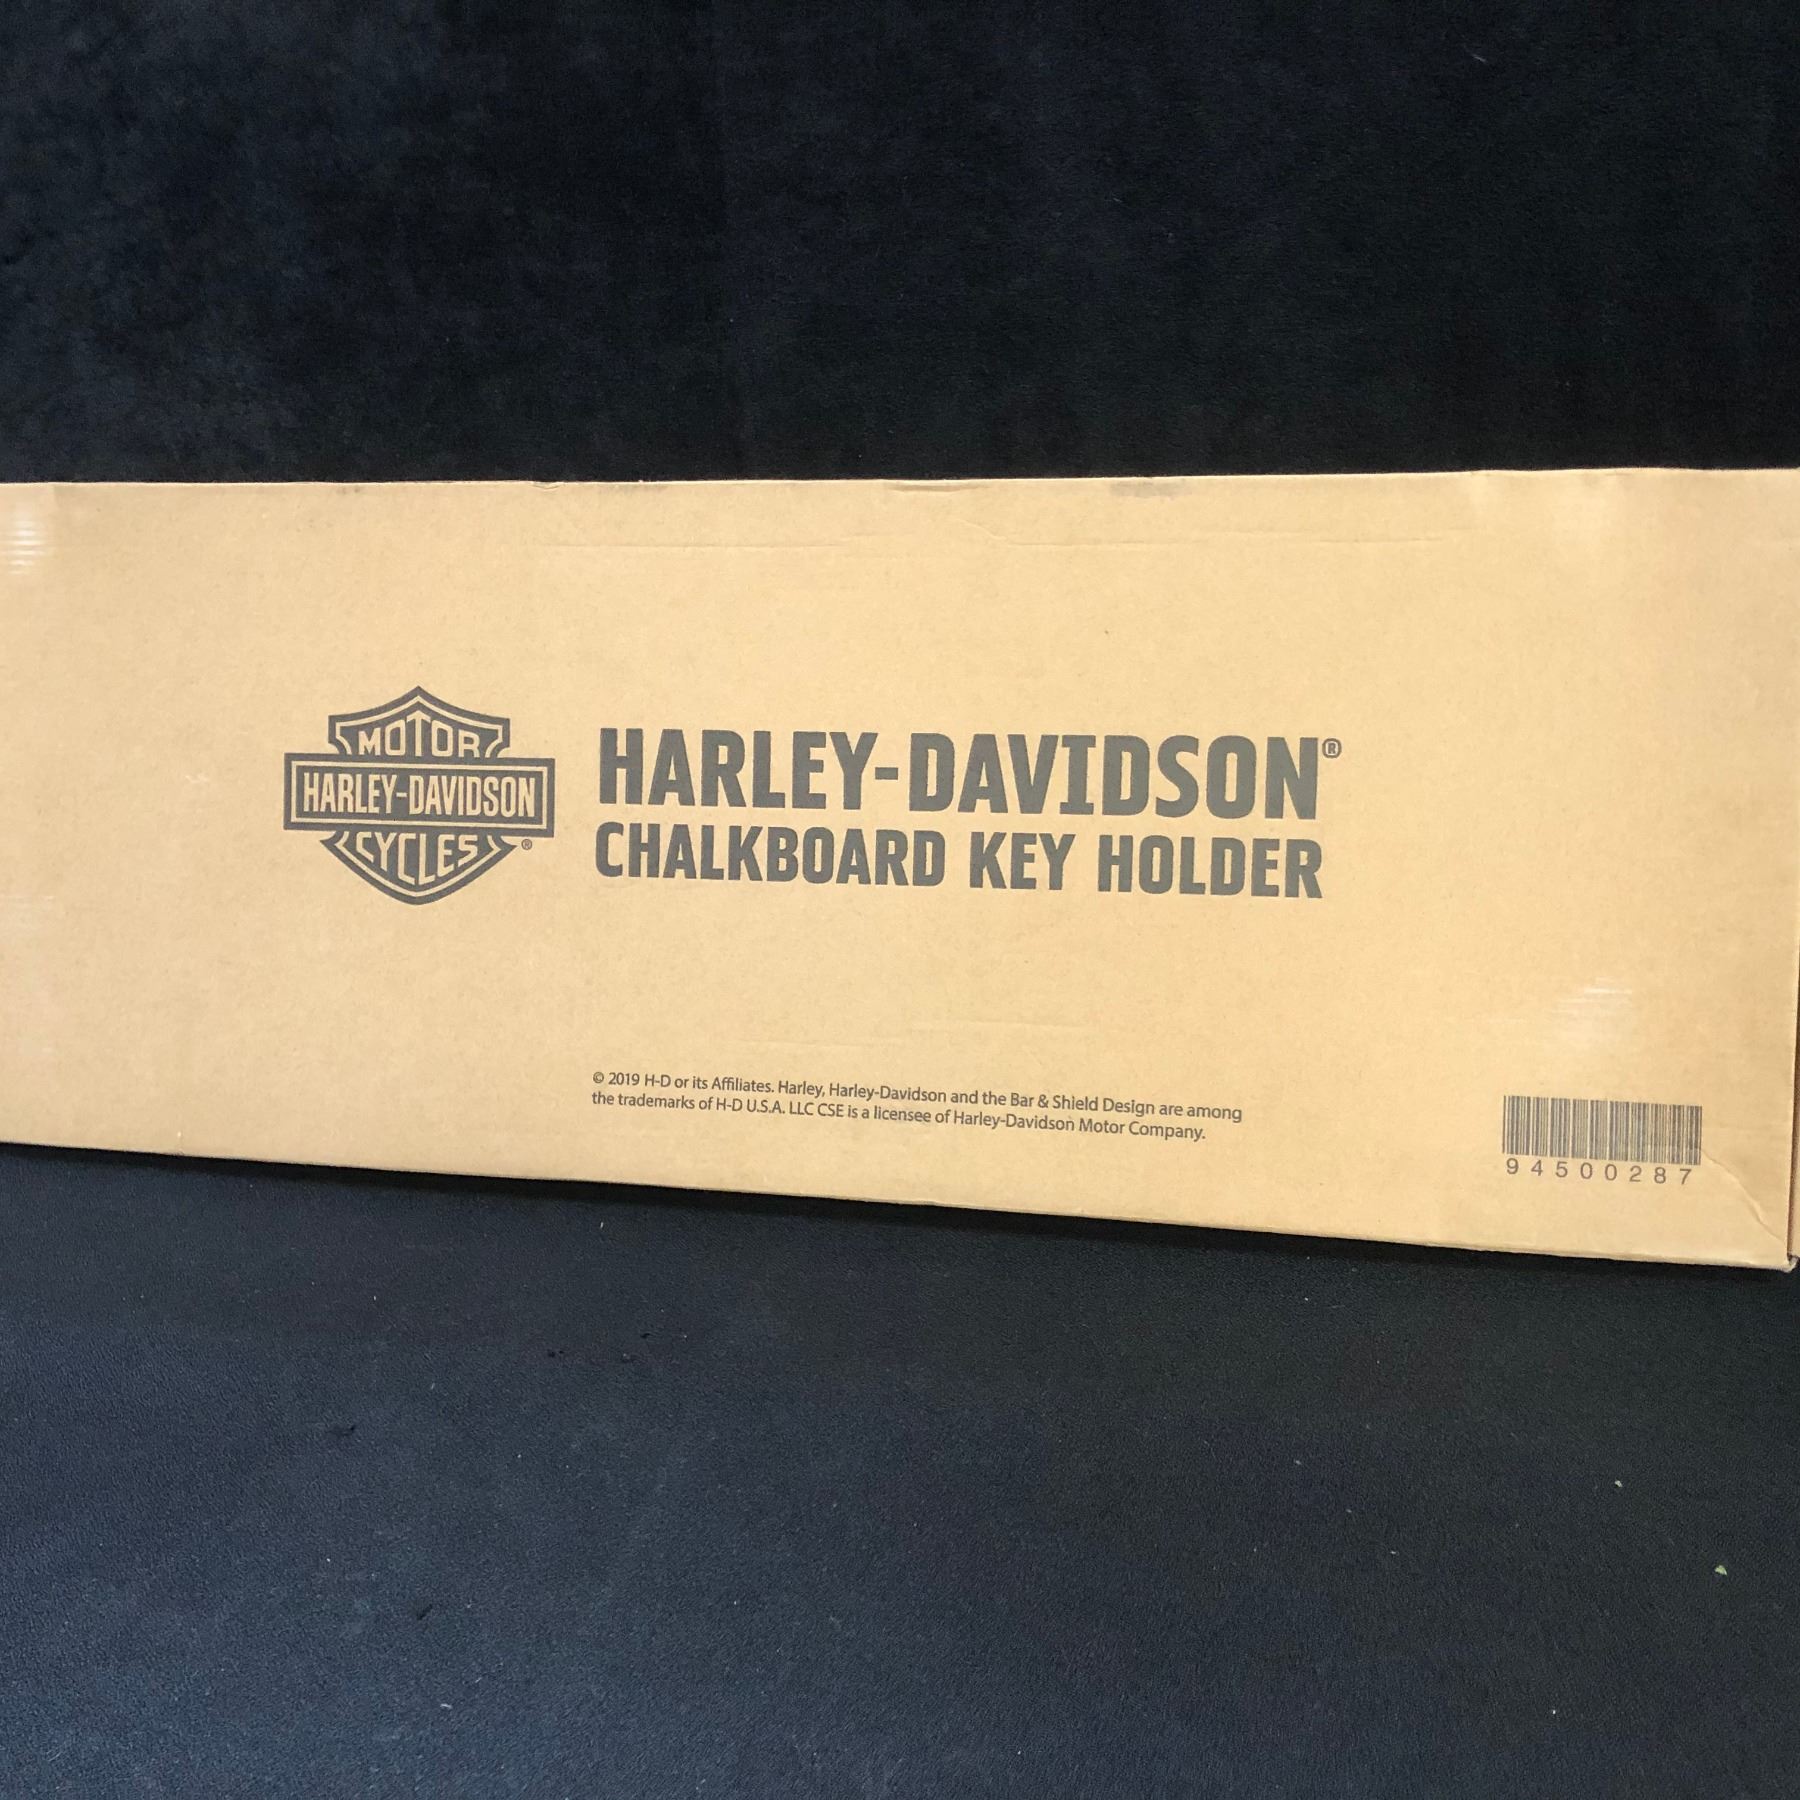 MOTOR
HARLEY-DAVIDSON
CYCLES®
HARLEY-DAVIDSON®
CHALKBOARD KEY HOLDER
© 2019 H-D or its Affiliates. Harley, Harley-Davidson and the Bar & Shield Design are among
the trademarks of H-D U.S.A. LLC CSE is a licensee of Harley-Davidson Motor Company.
94500287